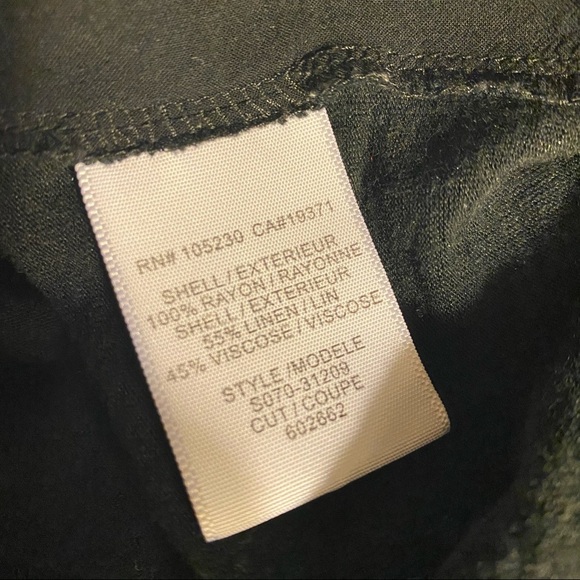 RN# 105230 CA#19371
SHELL/EXTERIEUR
100% RAYON/RAYONNE
SHELL/EXTERIEUR
55% LINEN/LIN
45% VISCOSE/VISCOSE
STYLE/MODELE
S070-31209
CUT/COUPE
602662